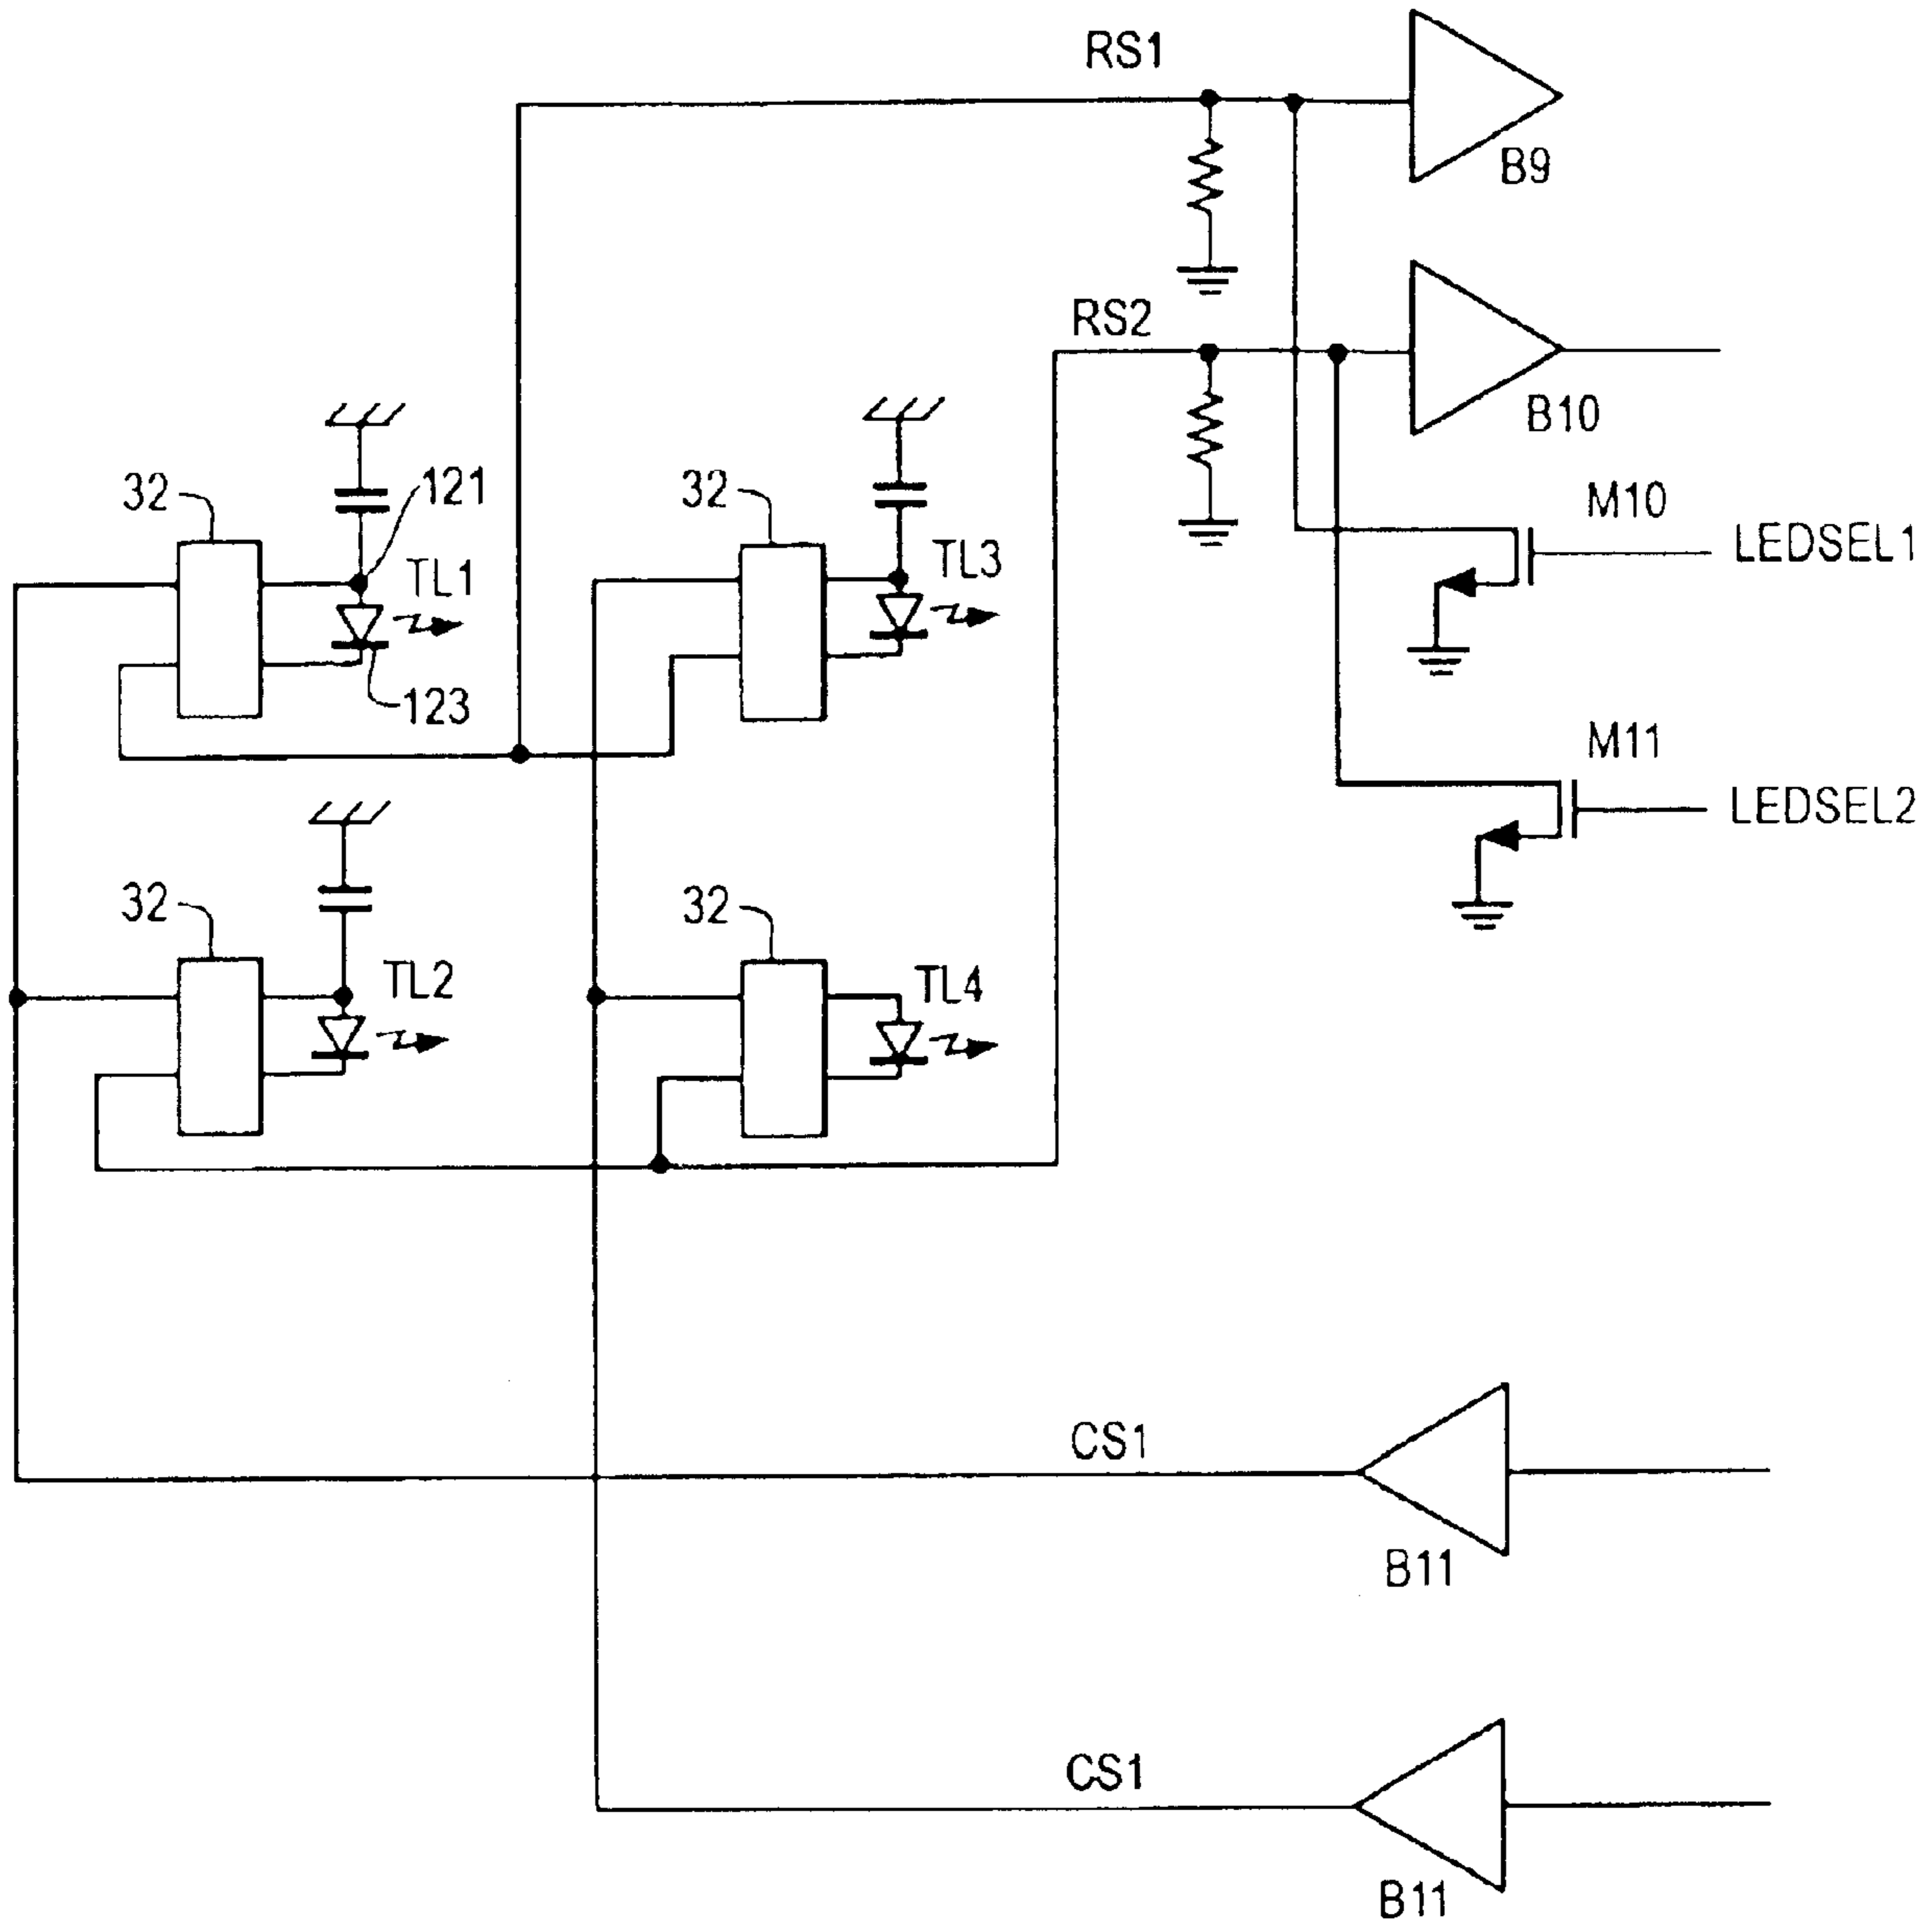 RS1
B9
RS2
B10
32
121
32
M10
LEDSEL1
TL1
TL3
123
M11
LEDSEL2
32
32
TL2
TL4
CS1
B11
CS1
B11